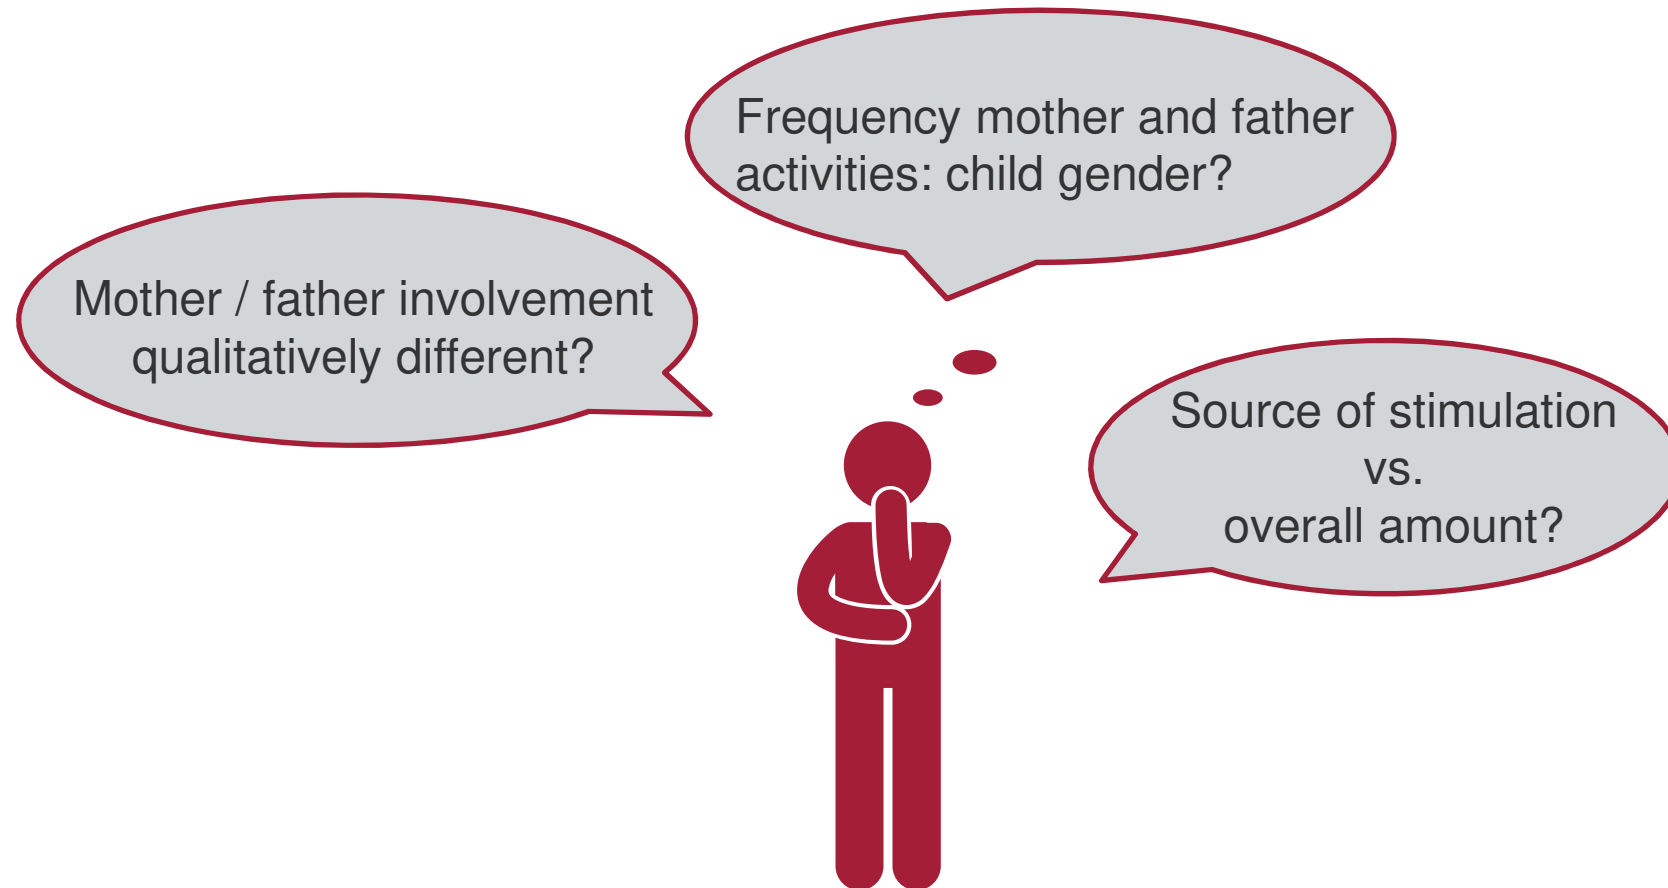 Frequency mother and father
activities: child gender?
Mother / father involvement
qualitatively different?
Source of stimulation
vs.
overall amount?